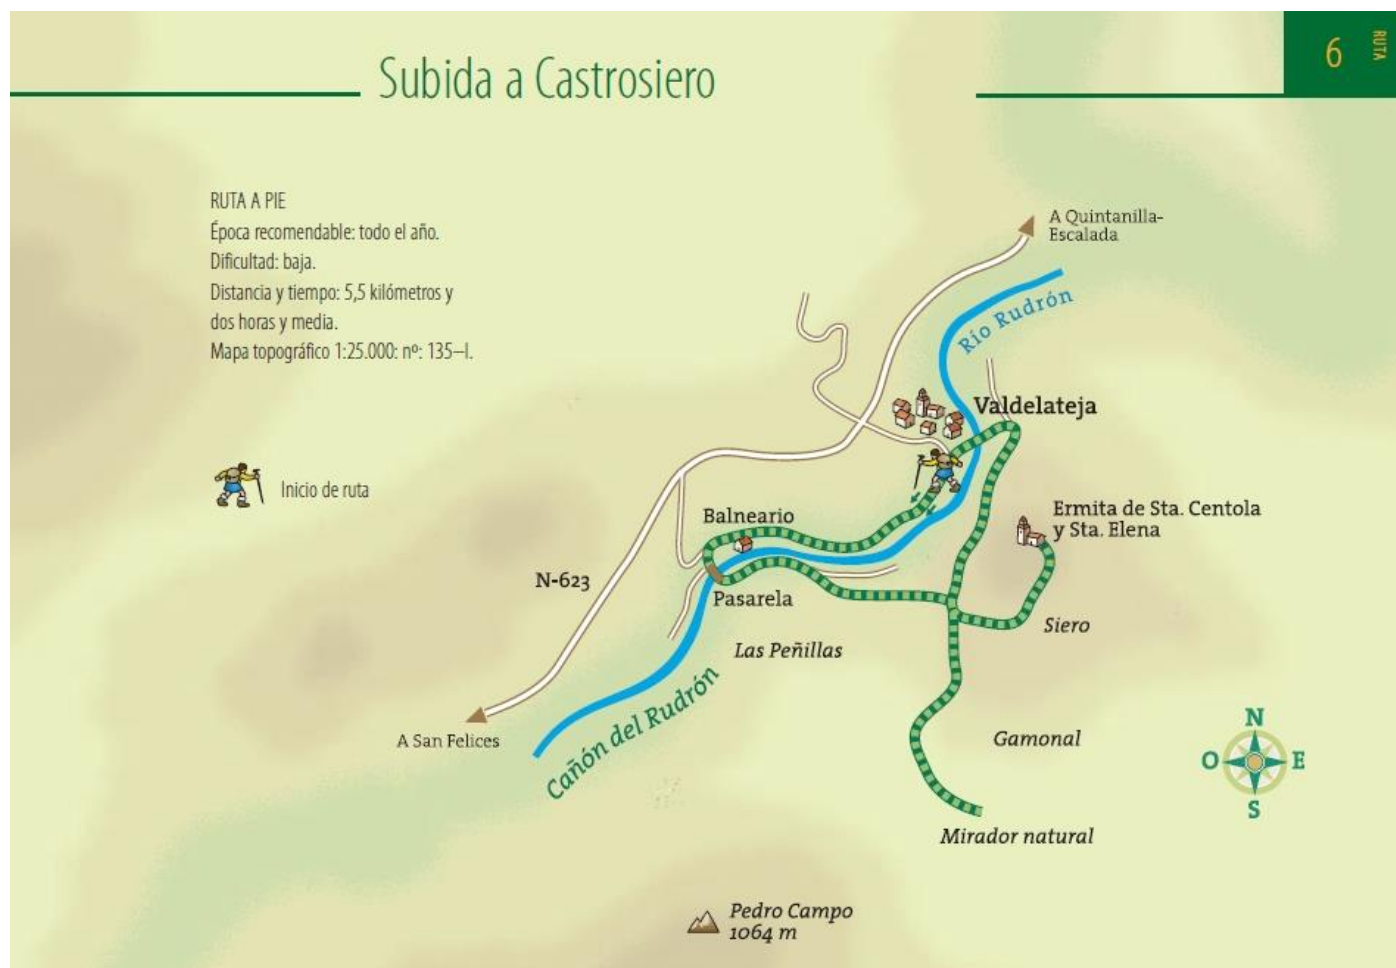 Subida a Castrosiero
6
RUTA
RUTA A PIE
Época recomendable: todo el año.
Dificultad: baja.
Distancia y tiempo: 5,5 kilómetros y
dos horas y media.
Mapa topográfico 1:25.000: nº: 135–I.
Inicio de ruta
A Quintanilla-
Escalada
Río Rudrón
Valdelateja
Ermita de Sta. Centola
y Sta. Elena
Balneario
N-623
Pasarela
Siero
Las Peñillas
Cañón del Rudrón
A San Felices
Gamonal
Mirador natural
N
O
E
S
Pedro Campo
1064 m